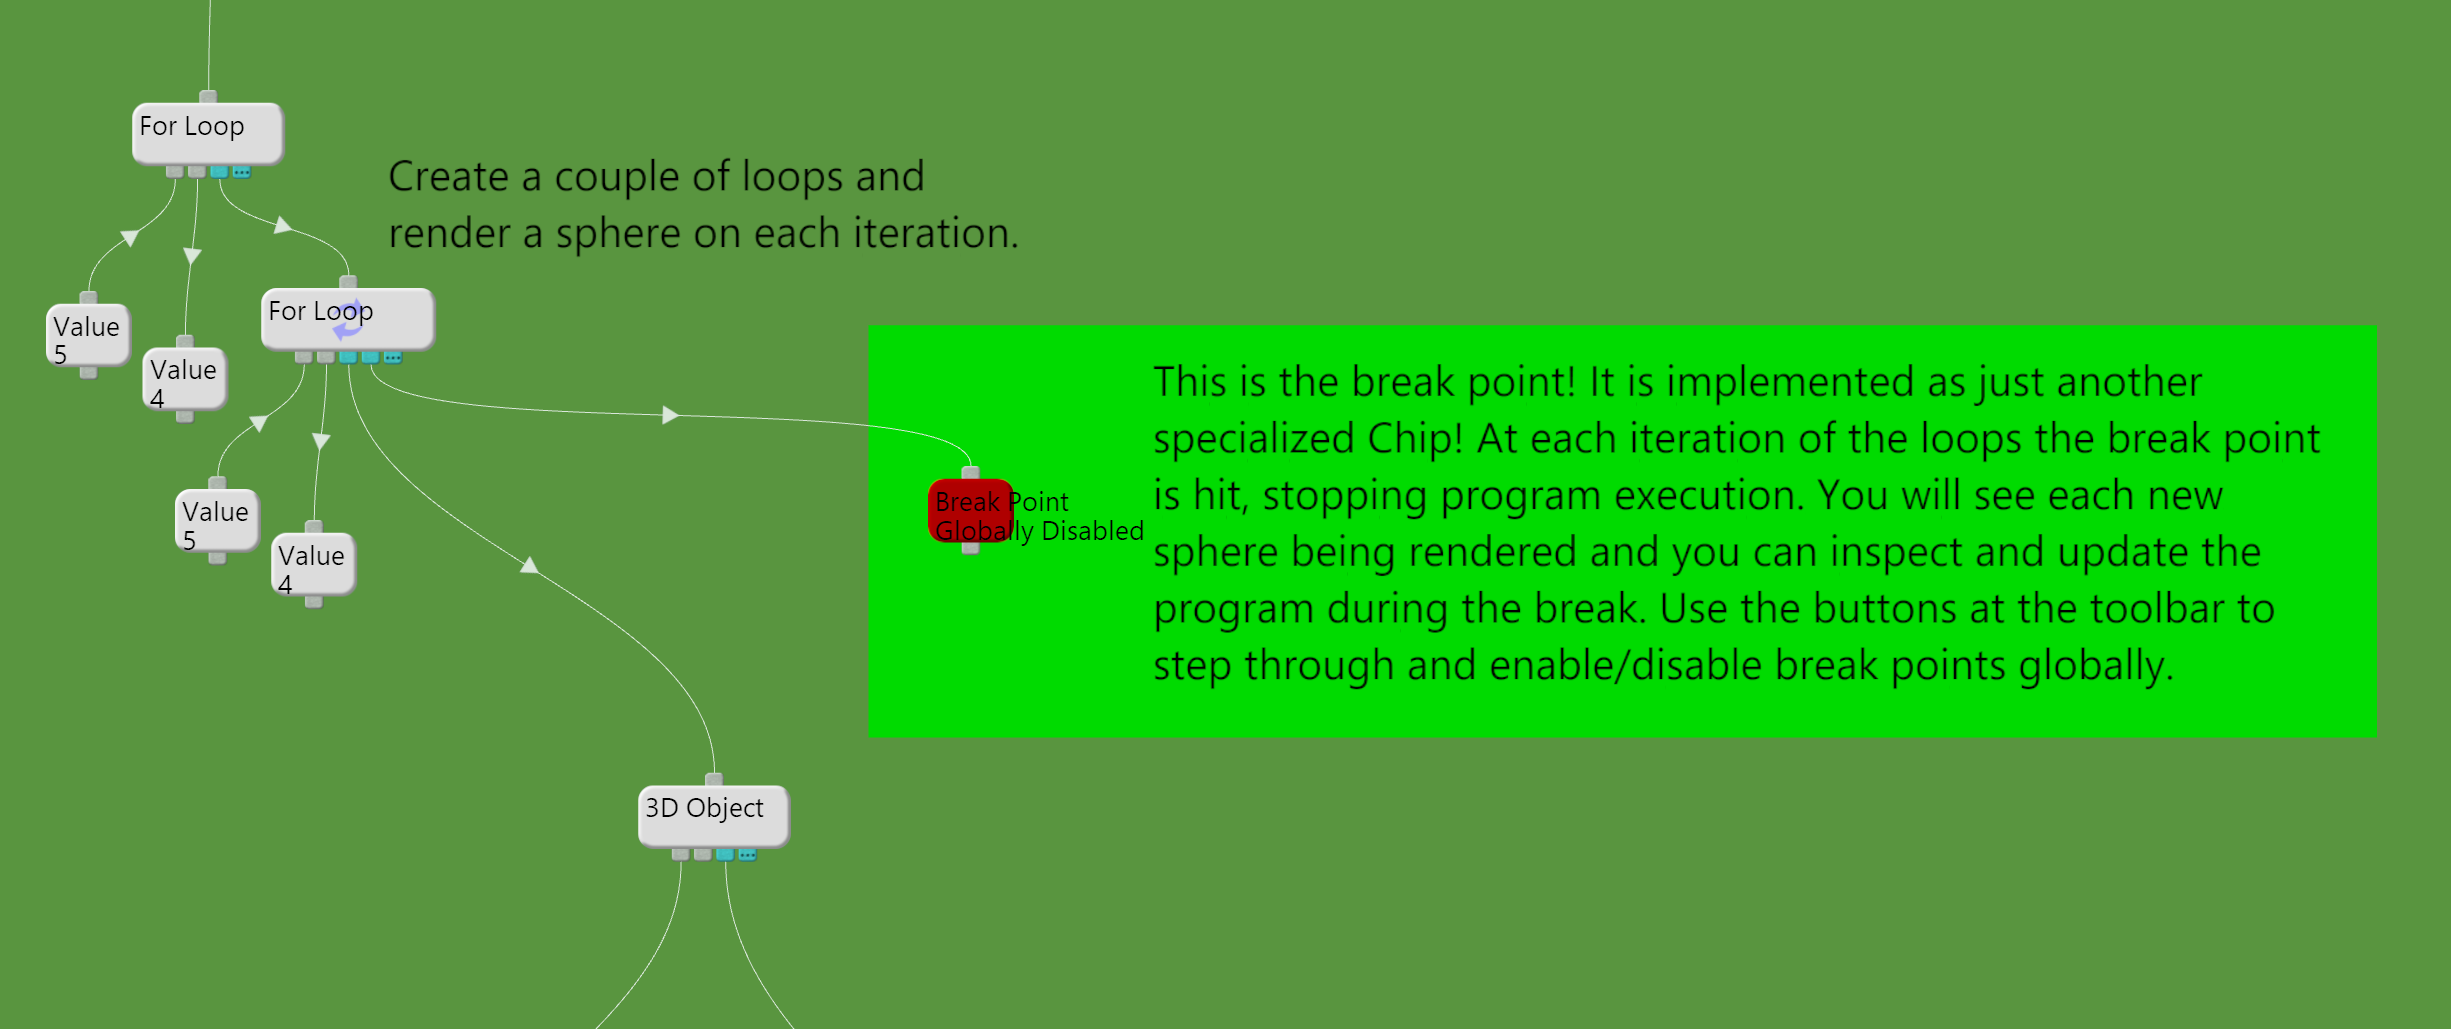 For Loop
Create a couple of loops and
render a sphere on each iteration.
For Loop
Value
5
Value
4
This is the break point! It is implemented as just another
specialized Chip! At each iteration of the loops the break point
is hit, stopping program execution. You will see each new
sphere being rendered and you can inspect and update the
program during the break. Use the buttons at the toolbar to
step through and enable/disable break points globally.
Break Point
Globally Disabled
Value
5
Value
4
3D Object